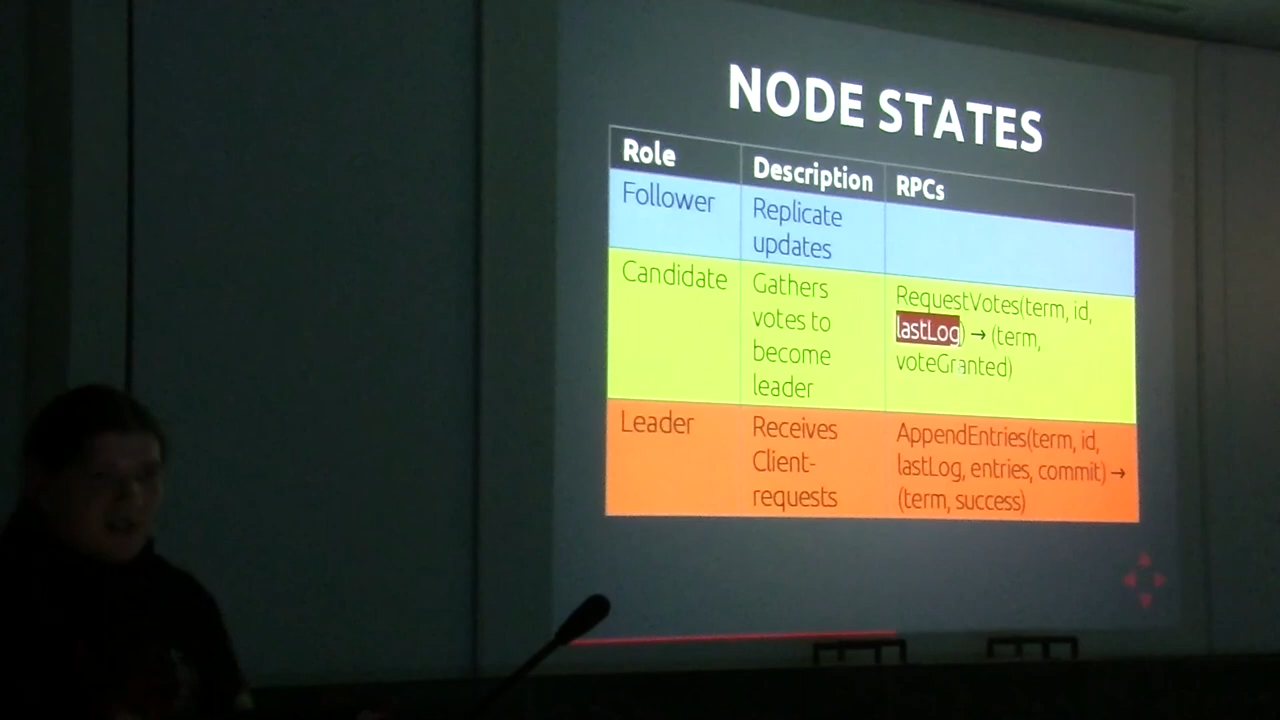 NODE STATES
Role Description RPCs
Follower Replicate
updates
Candidate Gathers
votes to
become
leader
RequestVotes(term, id,
lastLog) → (term,
voteGranted)
Leader Receives
Client-
requests
AppendEntries(term, id,
lastLog, entries, commit) →
(term, success)